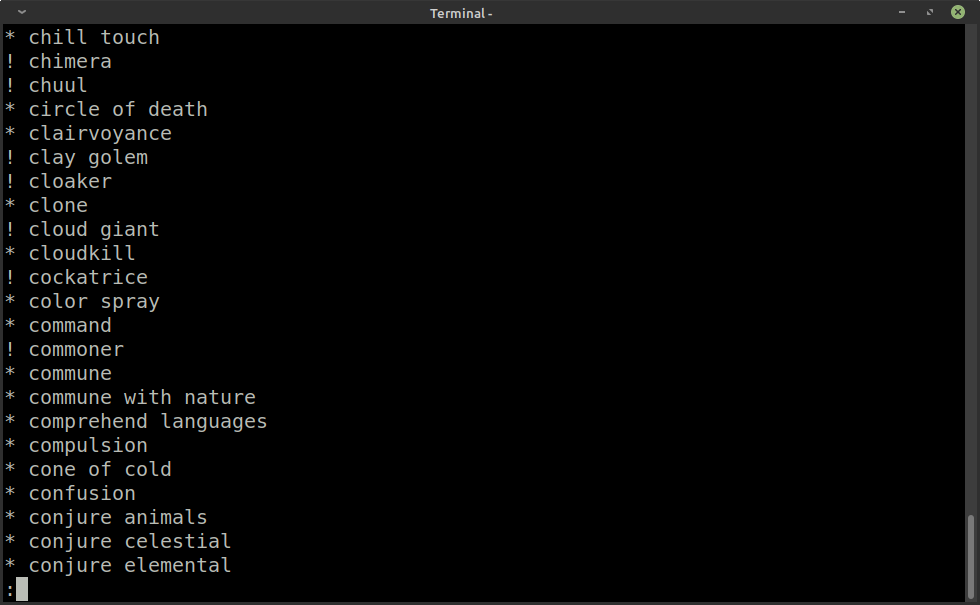 Terminal -
* chill touch
! chimera
! chuul
* circle of death
* clairvoyance
! clay golem
! cloaker
* clone
! cloud giant
* cloudkill
! cockatrice
* color spray
* command
! commoner
* commune
* commune with nature
* comprehend languages
* compulsion
* cone of cold
* confusion
* conjure animals
* conjure celestial
* conjure elemental
: